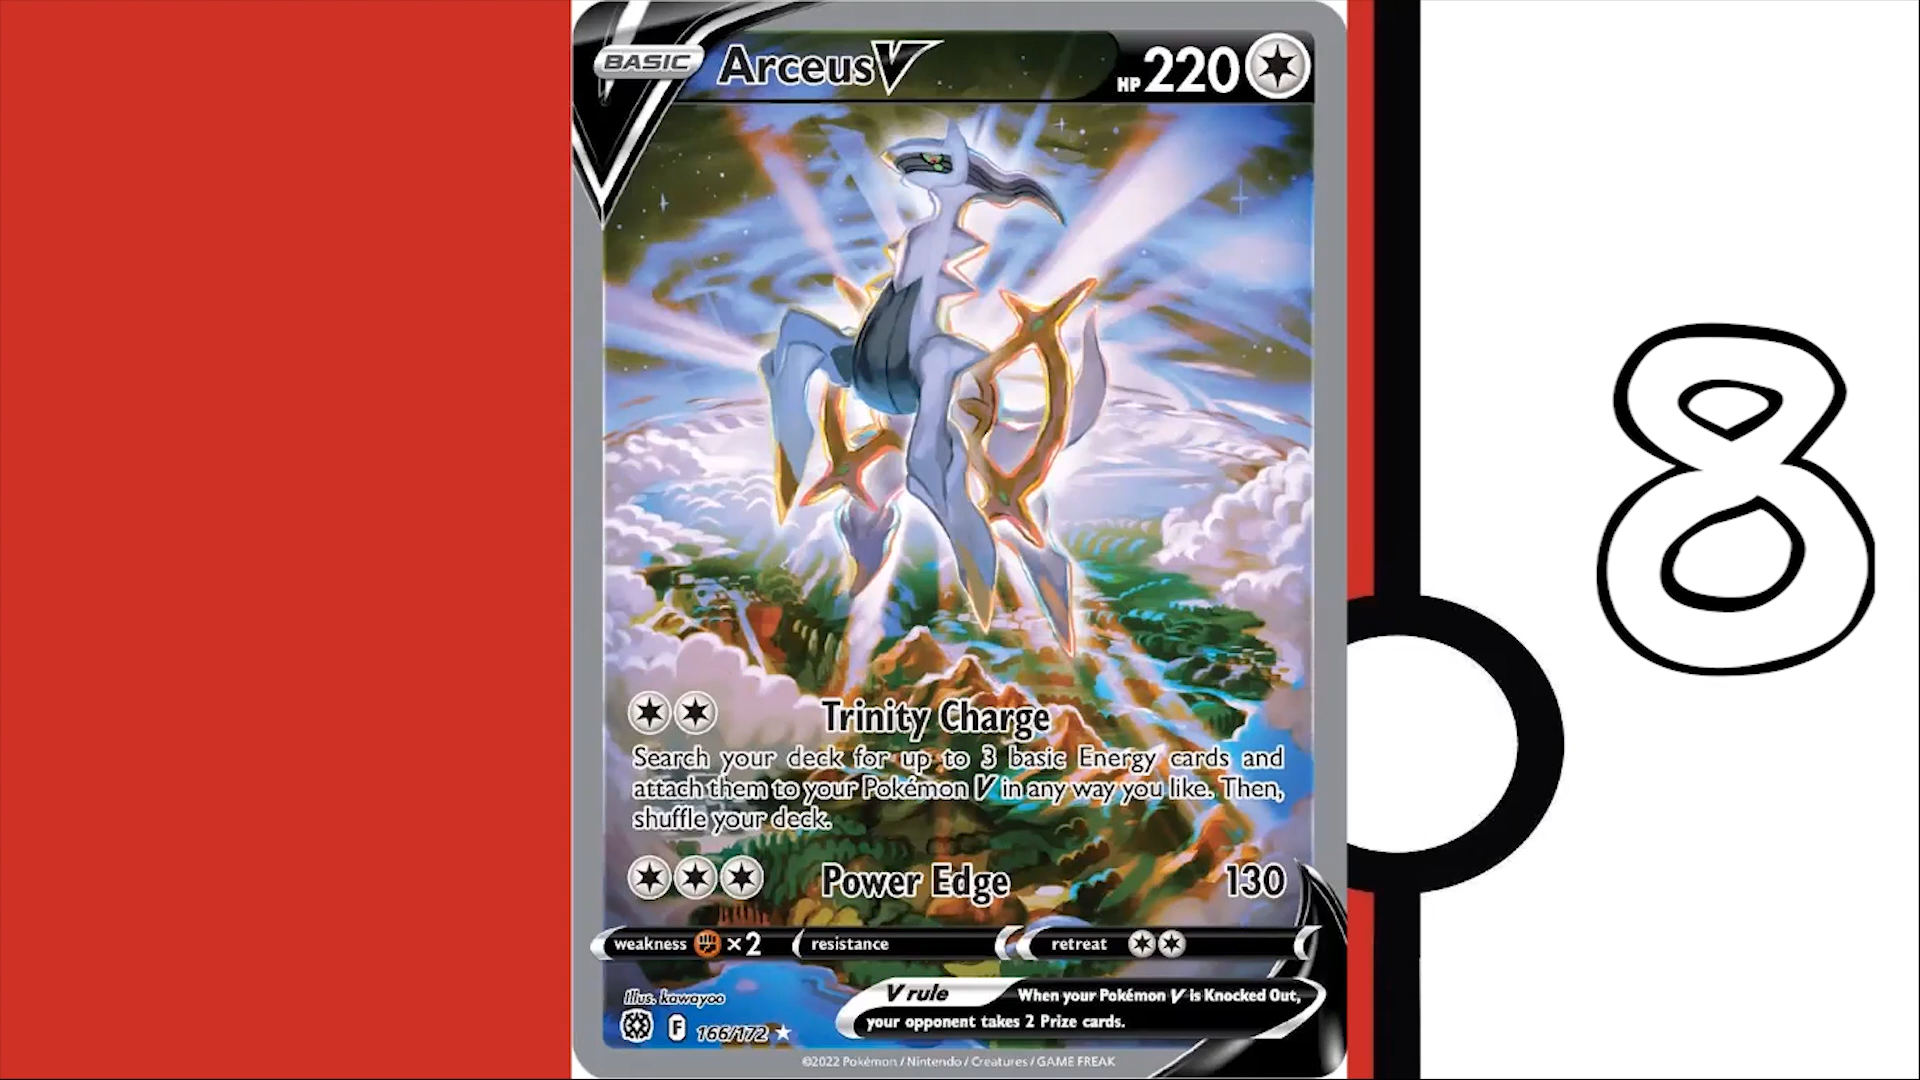 BASIC ArceusV HP 220
Trinity Charge
Search your deck for up to 3 basic Energy cards and
attach them to your Pokémon V in any way you like. Then,
shuffle your deck.
Power Edge 130
weakness ×2 resistance retreat
Illus. kawayoo
V rule When your Pokémon V is Knocked Out,
your opponent takes 2 Prize cards.
F 166/172
©2022 Pokémon / Nintendo / Creatures / GAME FREAK
8